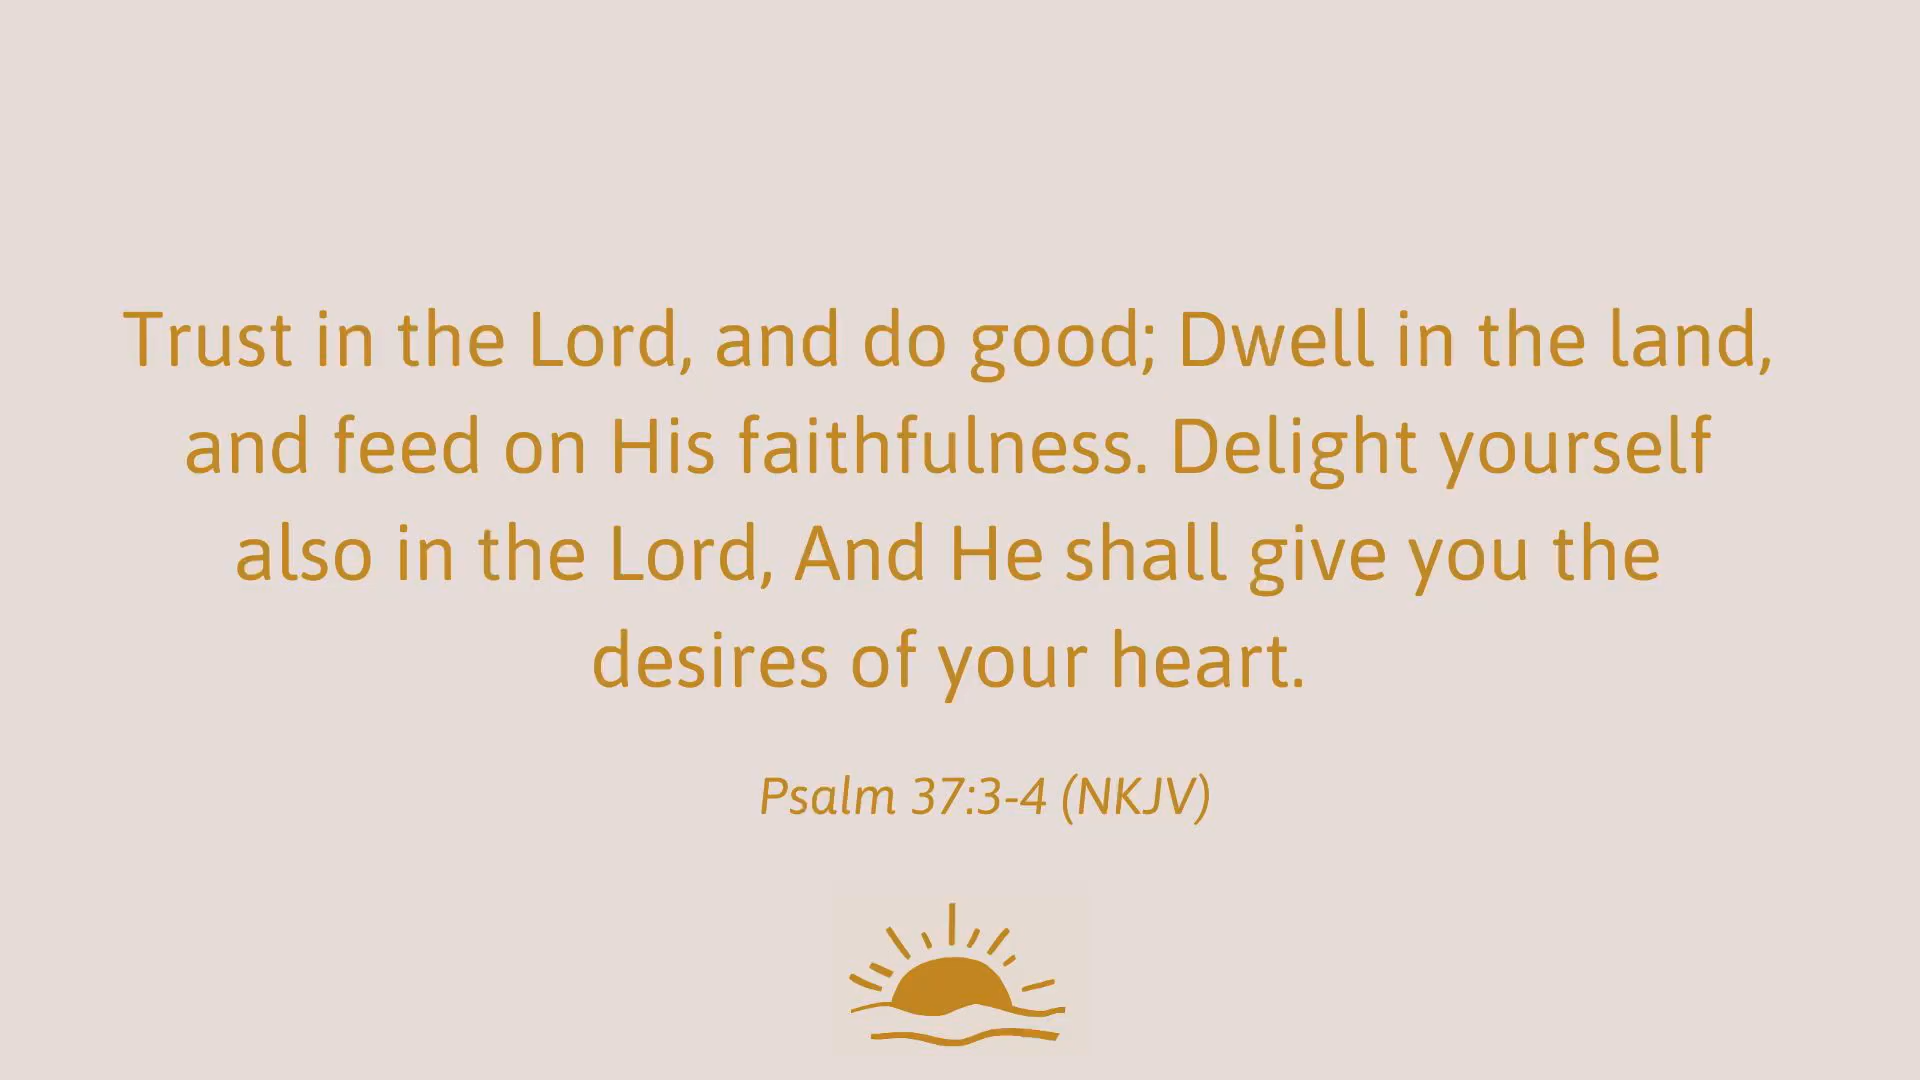 Trust in the Lord, and do good; Dwell in the land,
and feed on His faithfulness. Delight yourself
also in the Lord, And He shall give you the
desires of your heart.
Psalm 37:3-4 (NKJV)